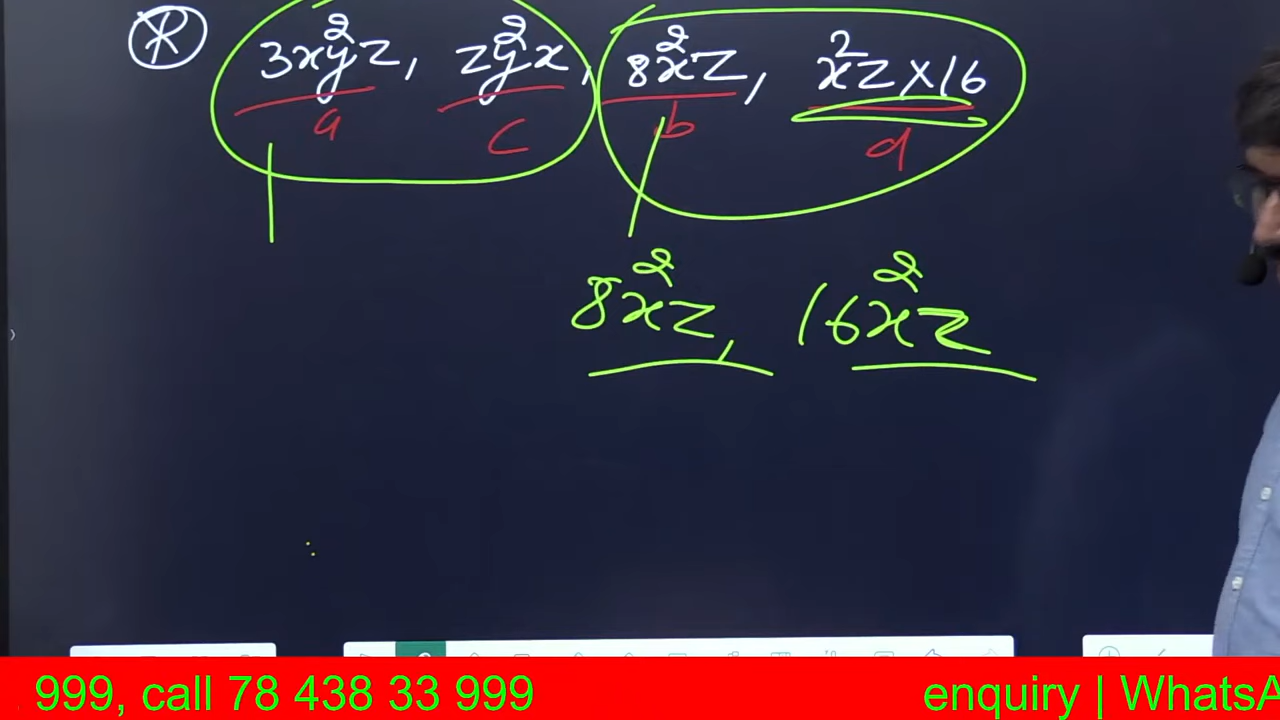 R
3xy²z, zy²x, 8x²z, x²z×16
a c b d
8x²z, 16x²z
999, call 78 438 33 999 enquiry | WhatsA